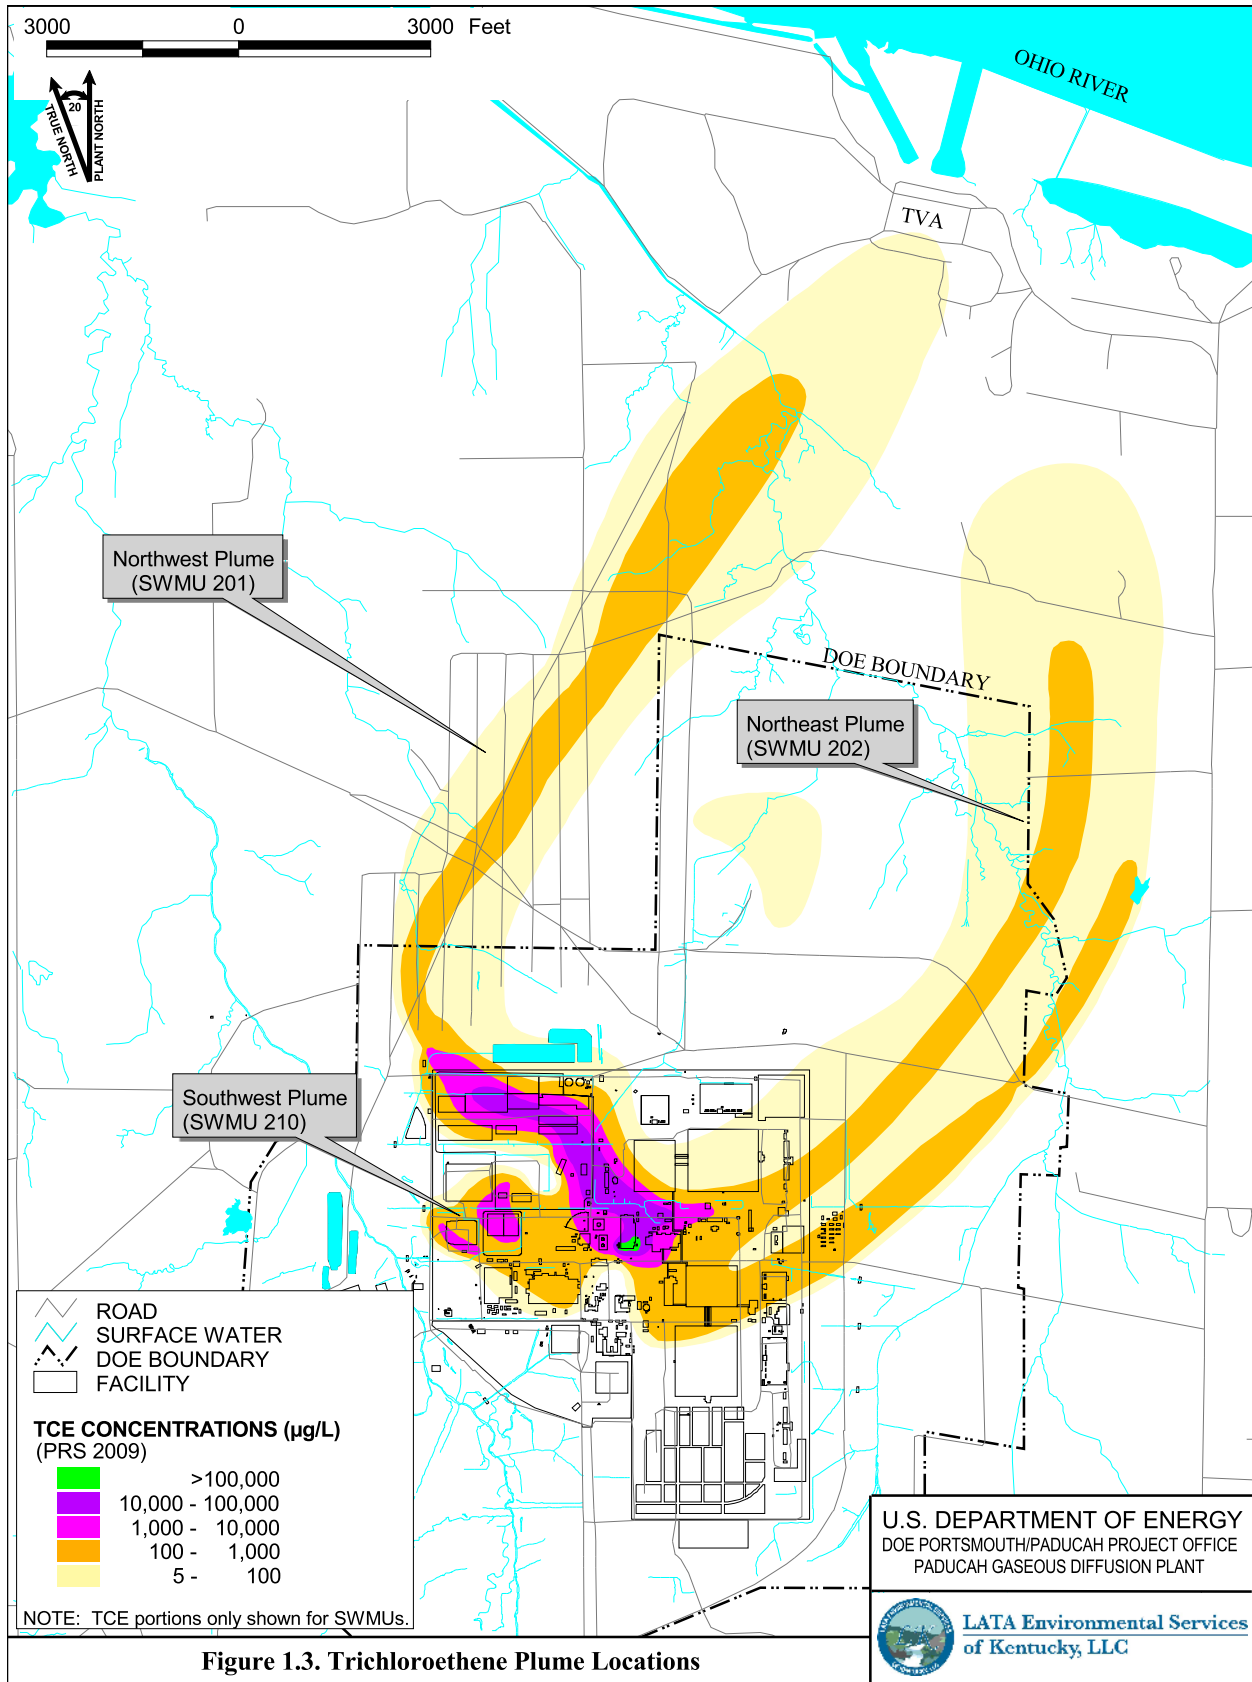 3000 0 3000 Feet
OHIO RIVER
20
TRUE NORTH
PLANT NORTH
TVA
Northwest Plume
(SWMU 201)
DOE BOUNDARY
Northeast Plume
(SWMU 202)
Southwest Plume
(SWMU 210)
ROAD
SURFACE WATER
DOE BOUNDARY
FACILITY
TCE CONCENTRATIONS (µg/L)
(PRS 2009)
>100,000
10,000 - 100,000
1,000 - 10,000
100 - 1,000
5 - 100
NOTE: TCE portions only shown for SWMUs.
U.S. DEPARTMENT OF ENERGY
DOE PORTSMOUTH/PADUCAH PROJECT OFFICE
PADUCAH GASEOUS DIFFUSION PLANT
LATA Environmental Services
of Kentucky, LLC
Figure 1.3. Trichloroethene Plume Locations